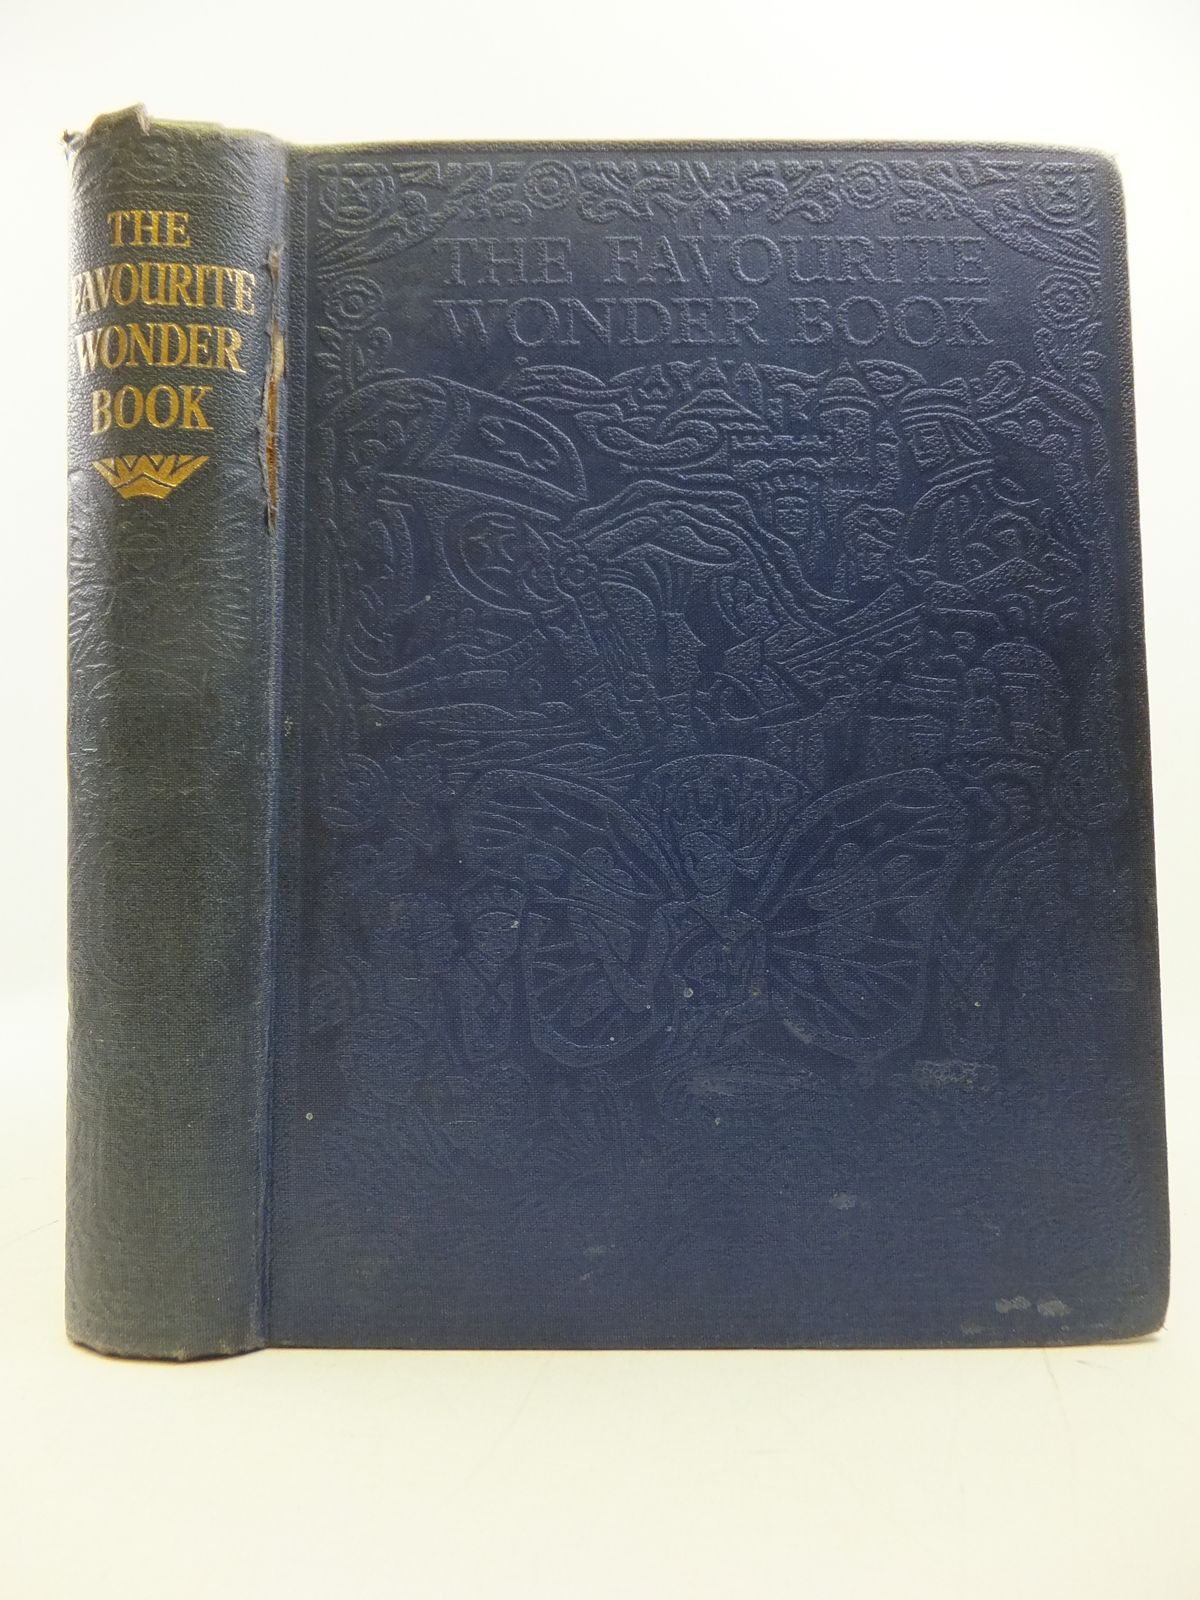 THE
FAVOURITE
WONDER
BOOK
THE FAVOURITE
WONDER BOOK